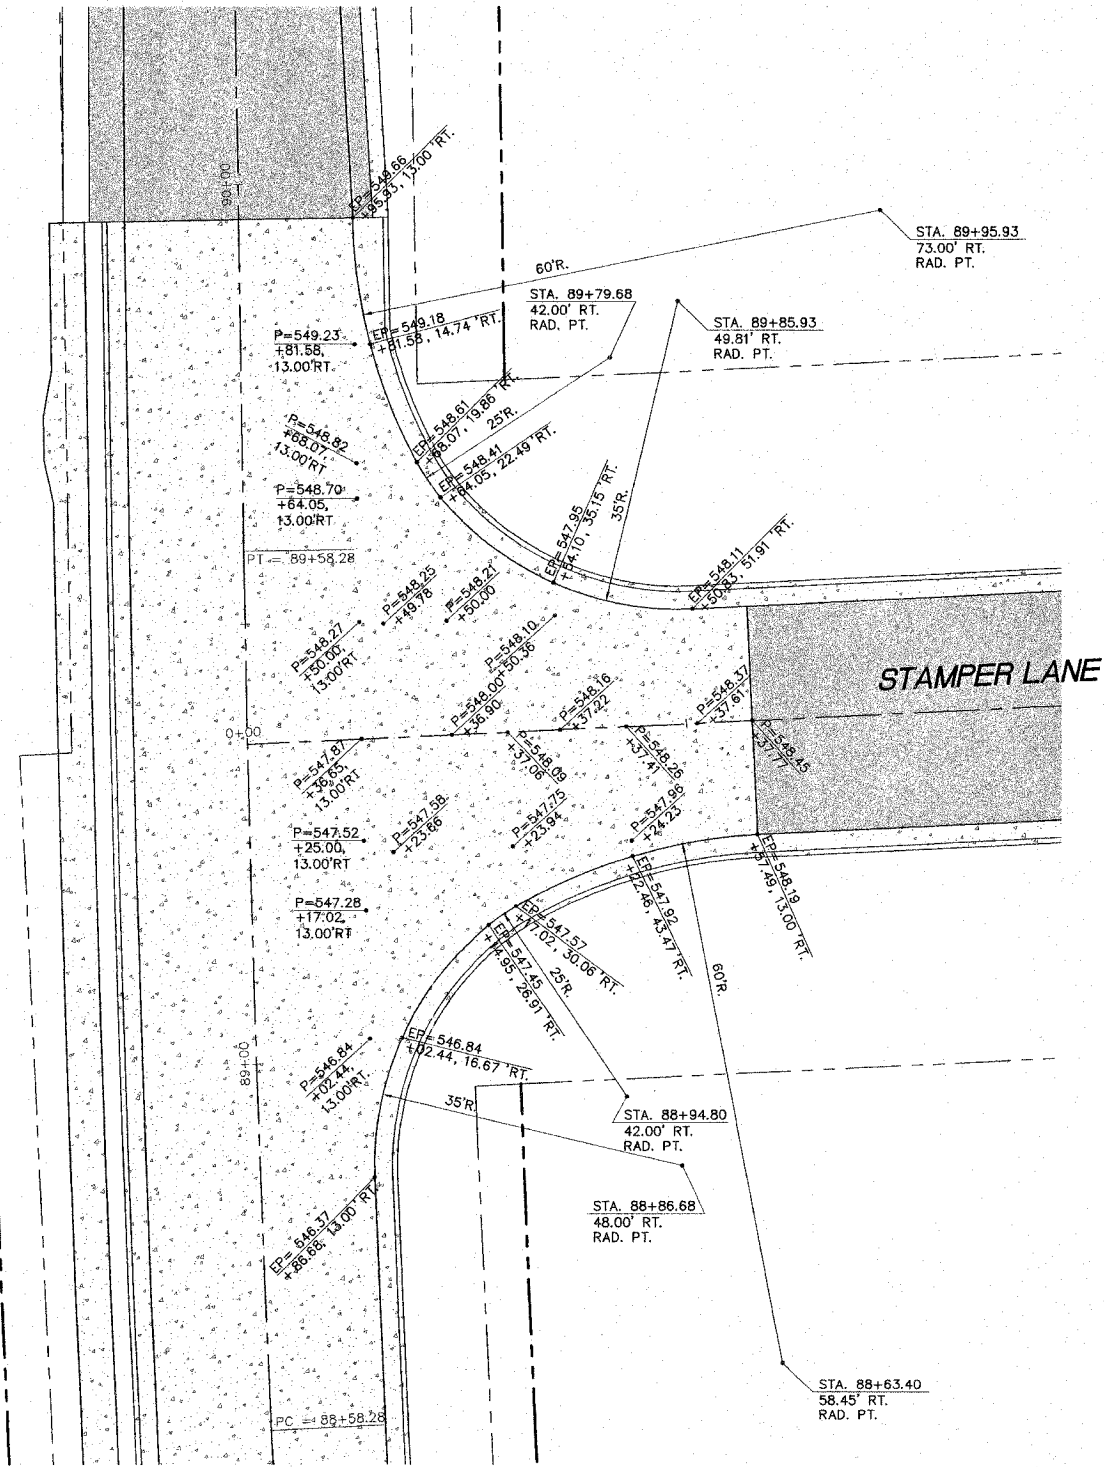 90+00
EP=549.66
+95.93, 13.00 'RT.
STA. 89+95.93
73.00' RT.
RAD. PT.
60'R.
STA. 89+79.68
42.00' RT.
RAD. PT.
STA. 89+85.93
49.81' RT.
RAD. PT.
P=549.23
+81.58,
13.00'RT
EP=549.18
+81.58, 14.74 'RT.
EP=548.61
+68.07, 19.86 'RT.
25'R.
P=548.82
+68.07,
13.00'RT
EP=548.41
+64.05, 22.49 'RT.
P=548.70
+64.05,
13.00'RT
EP=547.95
+54.10, 35.15 'RT.
35'R.
PT = 89+58.28
EP=548.11
+50.83, 51.91 'RT.
P=548.25
+49.78
P=548.21
+50.00
P=548.27
+50.00,
13.00'RT
P=548.10
+50.36
STAMPER LANE
P=548.00
+36.90
P=548.16
+37.22
P=548.37
+37.61
0+00
P=547.87
+36.65,
13.00'RT
P=548.09
+37.06
P=548.26
+37.41
P=548.45
+37.77
P=547.52
+25.00,
13.00'RT
P=547.58
+23.86
P=547.75
+23.94
P=547.96
+24.23
P=547.28
+17.02,
13.00'RT
EP=547.57
+17.02, 30.06 'RT.
EP=547.92
+22.46, 43.47 'RT.
EP=548.19
+57.49, 13.00 'RT.
EP=547.45
+14.95, 26.91 'RT.
25'R.
60'R.
89+00
P=546.84
+02.44,
13.00'RT.
EP=546.84
+02.44, 16.67 'RT.
35'R.
STA. 88+94.80
42.00' RT.
RAD. PT.
STA. 88+86.68
48.00' RT.
RAD. PT.
EP= 546.37
+86.68, 13.00 'RT.
STA. 88+63.40
58.45' RT.
RAD. PT.
PC = 88+58.28